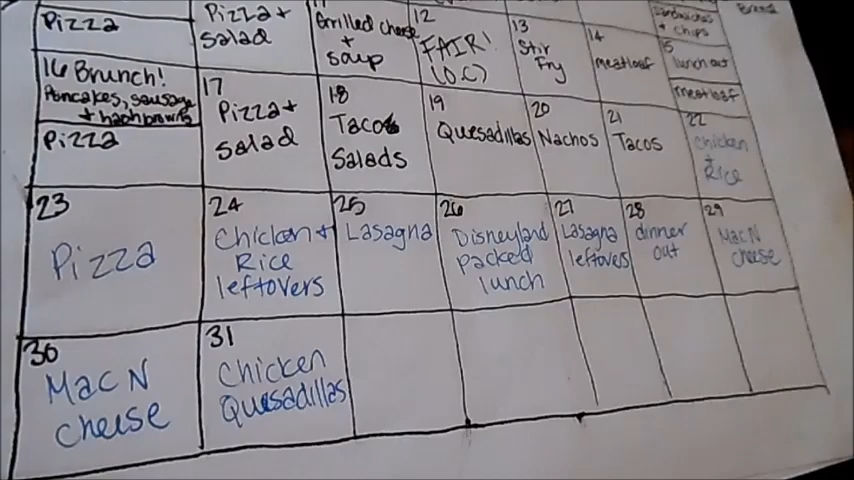 Pizza
Pizza +
Salad
Grilled cheese
+
Soup
12
FAIR!
(O.C)
13
Stir
Fry
14
meatloaf
sandwiches
+ chips
15
lunch out
meatloaf
16 Brunch!
Pancakes, sausage
+ hashbrowns
Pizza
17
Pizza +
salad
18
Taco
Salads
19
Quesadillas
20
Nachos
21
Tacos
22
Chicken
+
Rice
23
Pizza
24
Chicken +
Rice
leftovers
25
Lasagna
26
Disneyland
packed
lunch
27
Lasagna
leftovers
28
dinner
out
29
Mac N
cheese
30
Mac N
cheese
31
Chicken
Quesadillas